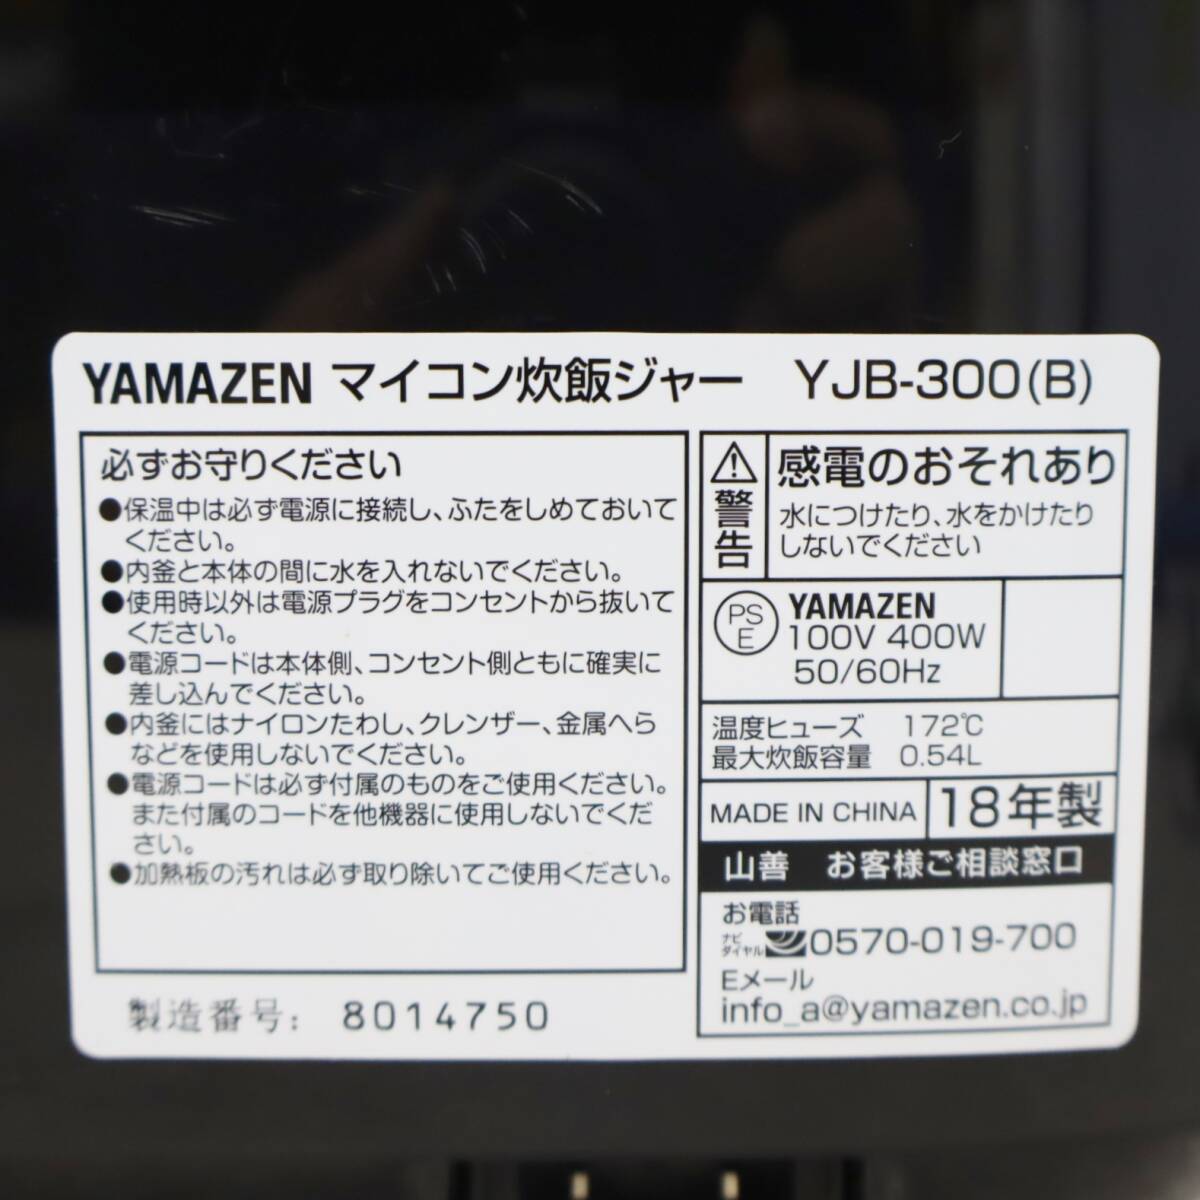 YAMAZEN マイコン炊飯ジャー YJB-300(B)
必ずお守りください
●保温中は必ず電源に接続し、ふたをしめておいて
ください。
●内釜と本体の間に水を入れないでください。
●使用時以外は電源プラグをコンセントから抜いて
ください。
●電源コードは本体側、コンセント側ともに確実に
差し込んでください。
●内釜にはナイロンたわし、クレンザー、金属へら
などを使用しないでください。
●電源コードは必ず付属のものをご使用ください。
また付属のコードを他機器に使用しないでくだ
さい。
●加熱板の汚れは必ず取り除いてご使用ください。
製造番号: 8014750
警告
感電のおそれあり
水につけたり、水をかけたり
しないでください
PS
E
YAMAZEN
100V 400W
50/60Hz
温度ヒューズ 172℃
最大炊飯容量 0.54L
MADE IN CHINA
18年製
山善 お客様ご相談窓口
お電話
ナビ
ダイヤル
0570-019-700
Eメール
info_a@yamazen.co.jp